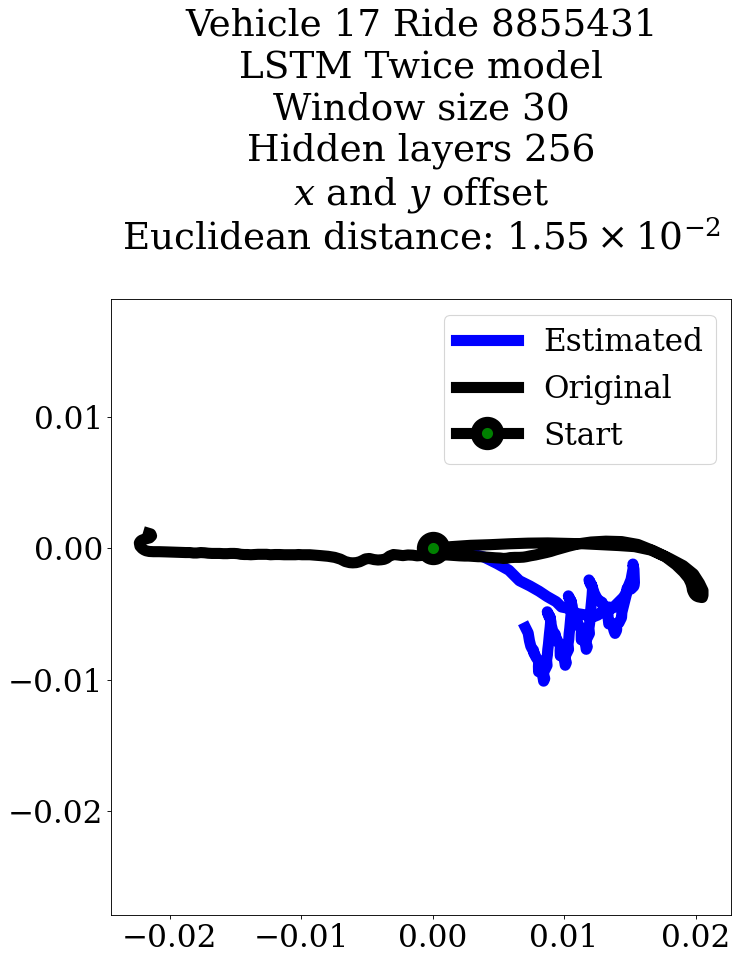 Vehicle 17 Ride 8855431
LSTM Twice model
Window size 30
Hidden layers 256
x and y offset
Euclidean distance: 1.55 × 10⁻²
Estimated
Original
Start
0.01
0.00
−0.01
−0.02
−0.02 −0.01 0.00 0.01 0.02